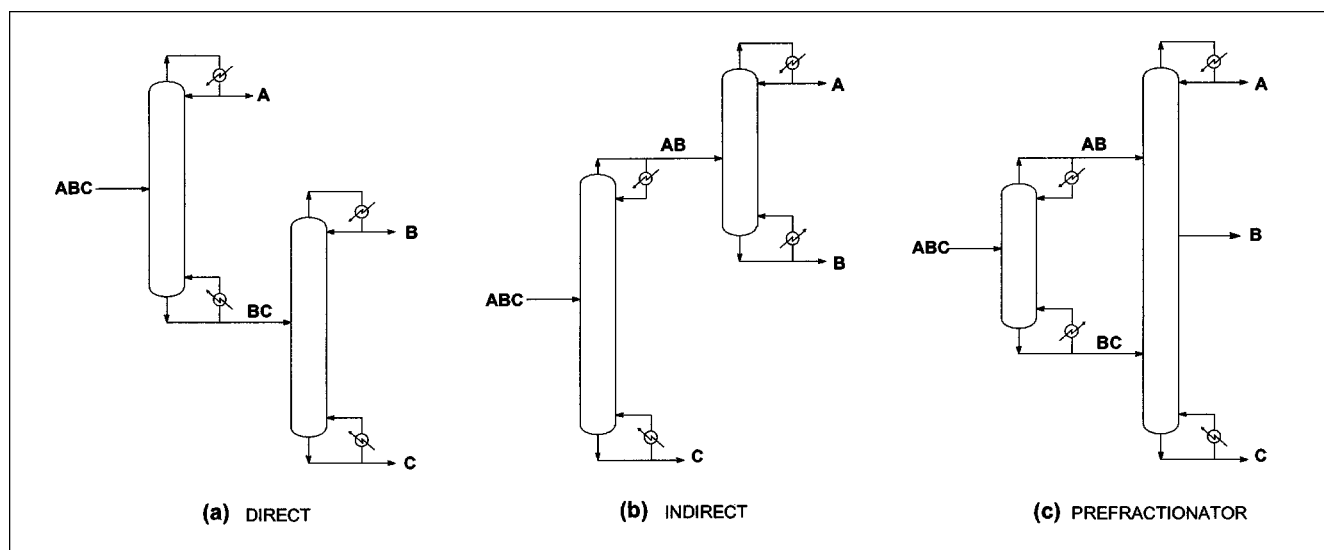 A
ABC
B
BC
C
(a) DIRECT
A
AB
B
ABC
C
(b) INDIRECT
A
AB
B
ABC
BC
C
(c) PREFRACTIONATOR